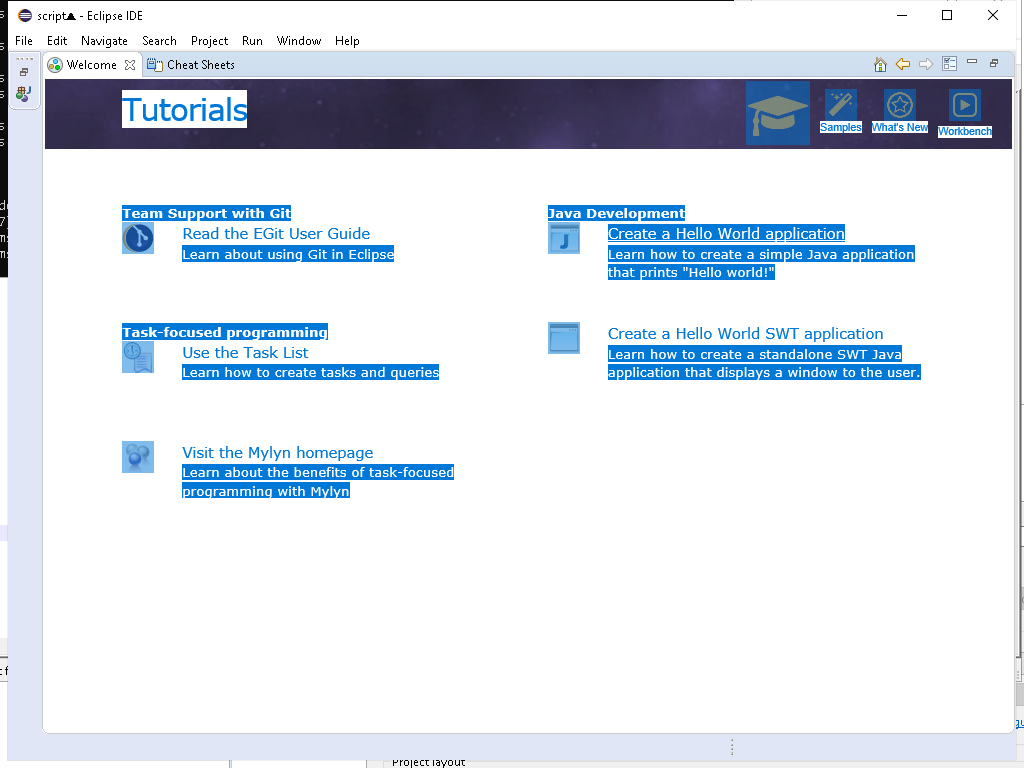 script▲ - Eclipse IDE
File Edit Navigate Search Project Run Window Help
Welcome Cheat Sheets
Tutorials
Samples What's New Workbench
Team Support with Git
Read the EGit User Guide
Learn about using Git in Eclipse
Java Development
Create a Hello World application
Learn how to create a simple Java application
that prints "Hello world!"
Task-focused programming
Use the Task List
Learn how to create tasks and queries
Create a Hello World SWT application
Learn how to create a standalone SWT Java
application that displays a window to the user.
Visit the Mylyn homepage
Learn about the benefits of task-focused
programming with Mylyn
Project layout